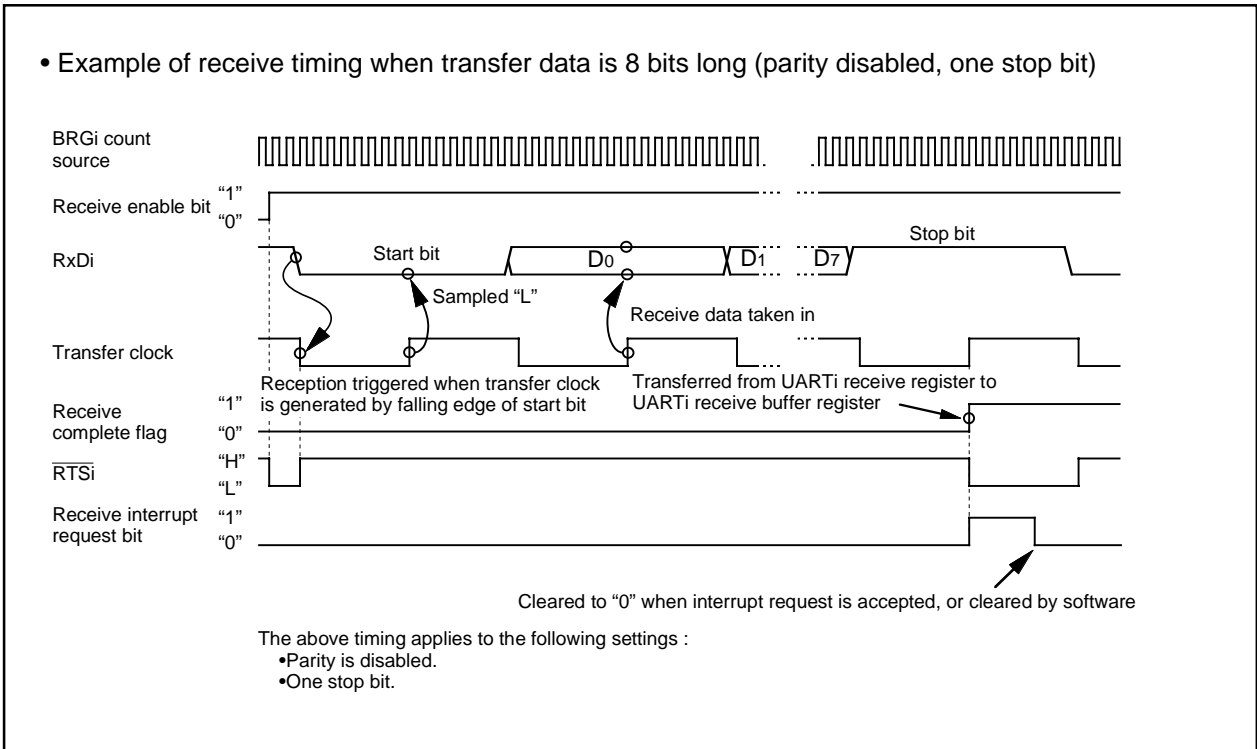 • Example of receive timing when transfer data is 8 bits long (parity disabled, one stop bit)
BRGi count
source
Receive enable bit
“1”
“0”
RxDi
Start bit
D0
D1
D7
Stop bit
Sampled “L”
Receive data taken in
Transfer clock
Reception triggered when transfer clock
is generated by falling edge of start bit
Transferred from UARTi receive register to
UARTi receive buffer register
Receive
complete flag
“1”
“0”
RTSi
“H”
“L”
Receive interrupt
request bit
“1”
“0”
Cleared to “0” when interrupt request is accepted, or cleared by software
The above timing applies to the following settings :
•Parity is disabled.
•One stop bit.